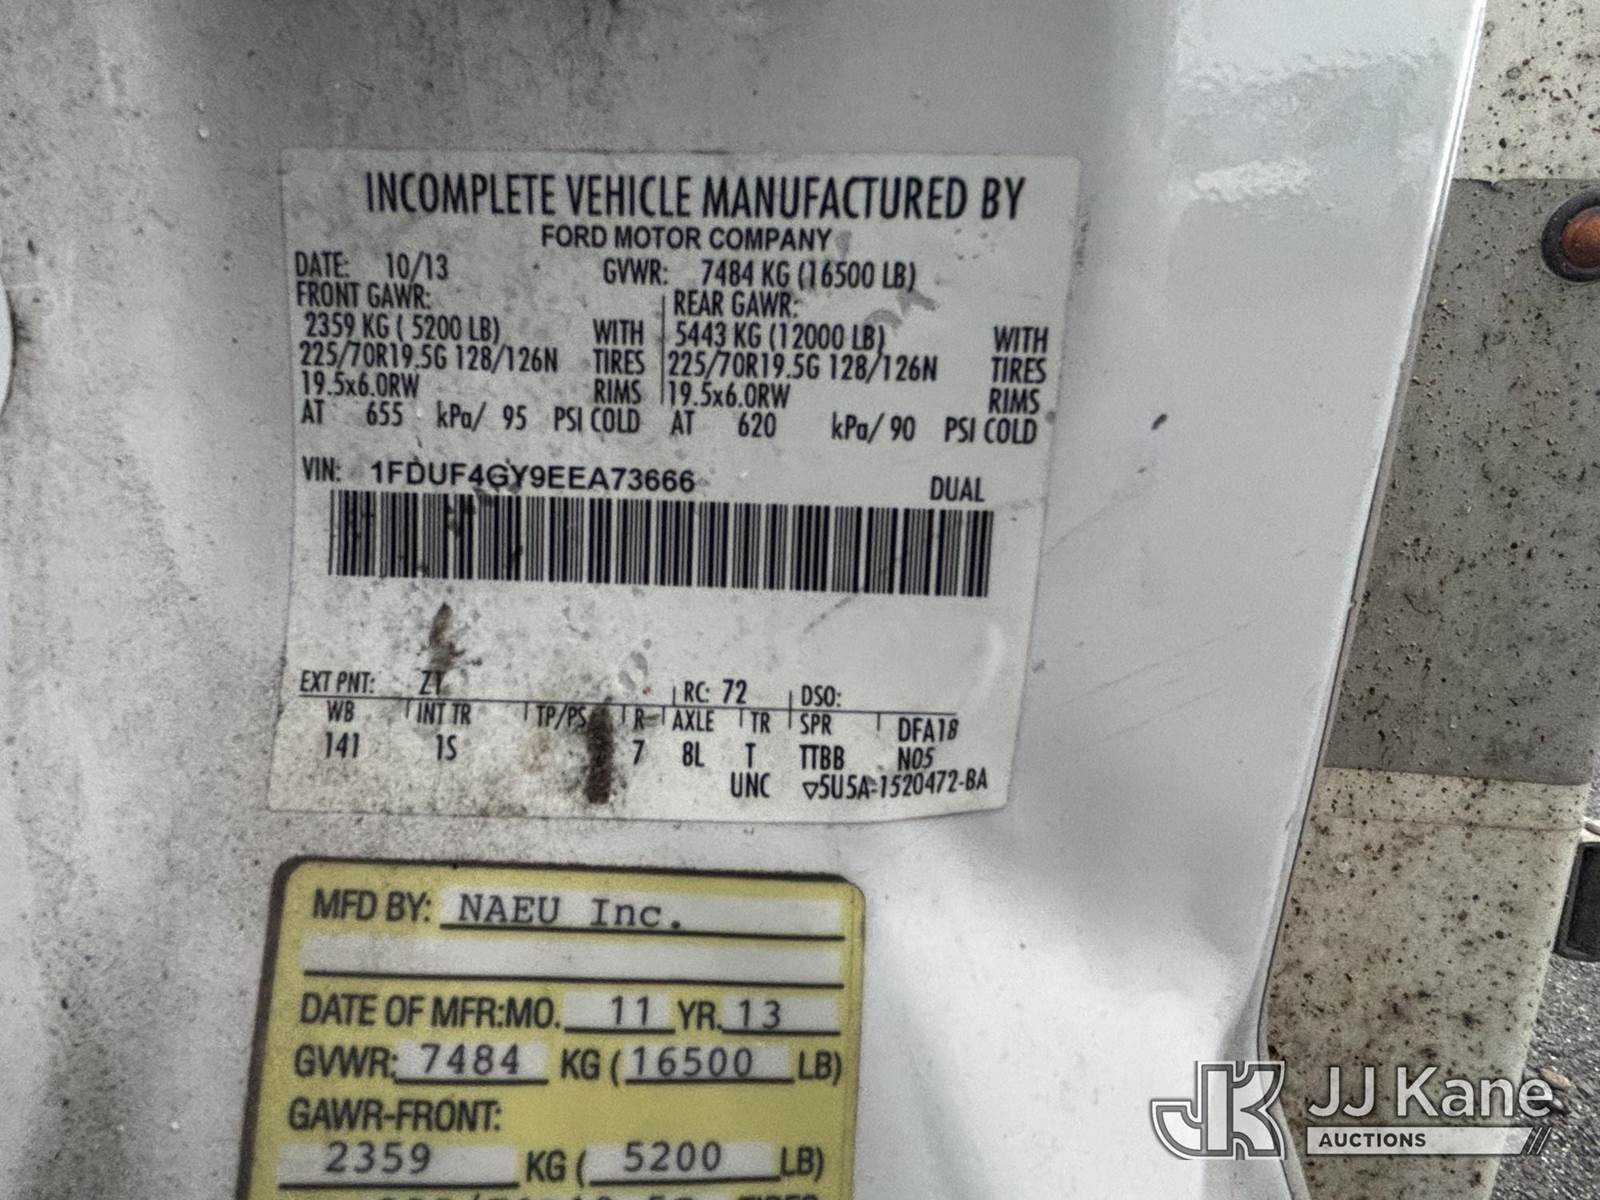 INCOMPLETE VEHICLE MANUFACTURED BY
FORD MOTOR COMPANY
DATE: 10/13 GVWR: 7484 KG (16500 LB)
FRONT GAWR: REAR GAWR:
2359 KG ( 5200 LB) WITH 5443 KG (12000 LB) WITH
225/70R19.5G 128/126N TIRES 225/70R19.5G 128/126N TIRES
19.5x6.0RW RIMS 19.5x6.0RW RIMS
AT 655 kPa/ 95 PSI COLD AT 620 kPa/ 90 PSI COLD
VIN: 1FDUF4GY9EEA73666 DUAL
EXT PNT: Z1 RC: 72 DSO:
WB INT TR TP/PS R AXLE TR SPR DFA18
141 1S 7 8L T TTBB N05
UNC ▽5U5A-1520472-BA
MFD BY: NAEU Inc.
DATE OF MFR:MO. 11 YR. 13
GVWR: 7484 KG ( 16500 LB)
GAWR-FRONT:
2359 KG ( 5200 LB)
TIRES
JK JJ Kane
AUCTIONS